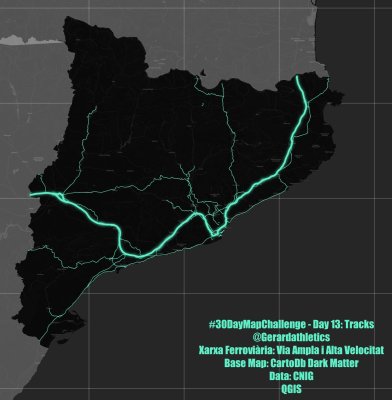 #30DayMapChallenge - Day 13: Tracks
@Gerardathletics
Xarxa Ferroviària: Via Ampla i Alta Velocitat
Base Map: CartoDb Dark Matter
Data: CNIG
QGIS